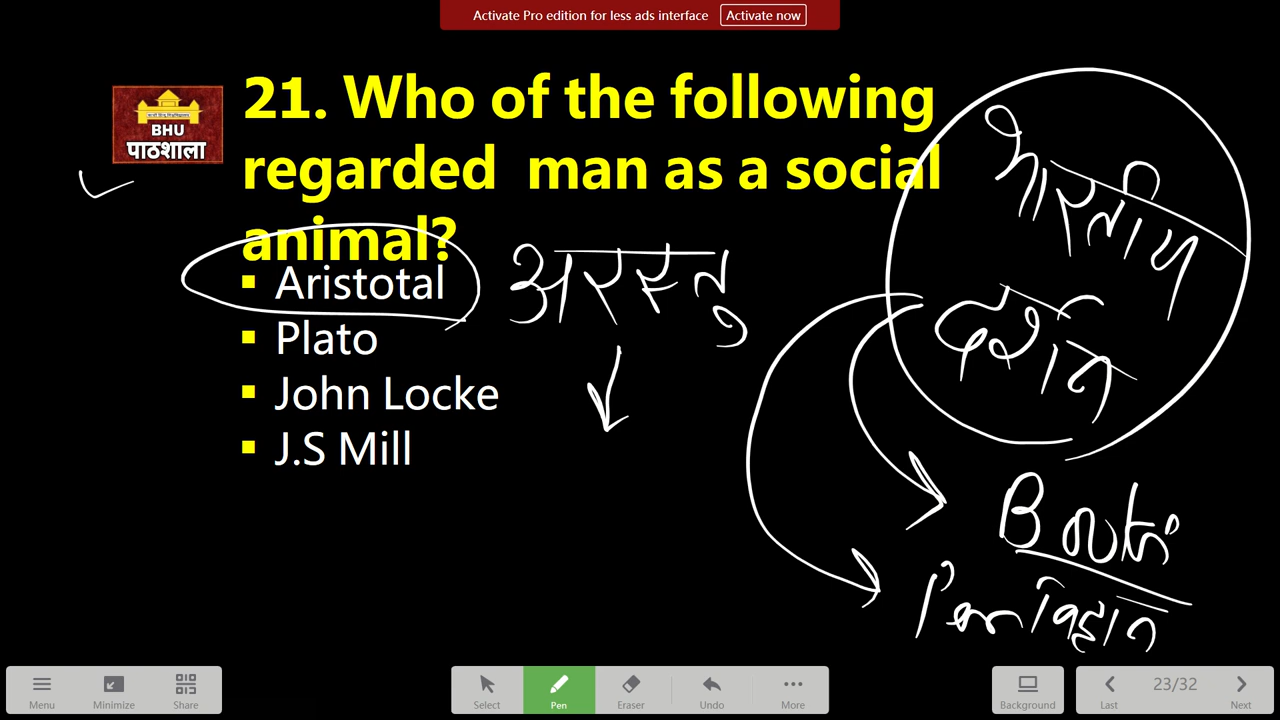 Activate Pro edition for less ads interface Activate now
BHU
पाठशाला
21. Who of the following
regarded man as a social
animal?
▪ Aristotal
▪ Plato
▪ John Locke
▪ J.S Mill
अरस्तु
भारतीय
दर्शन
Menu Minimize Share Select Pen Eraser Undo More Background Last 23/32 Next